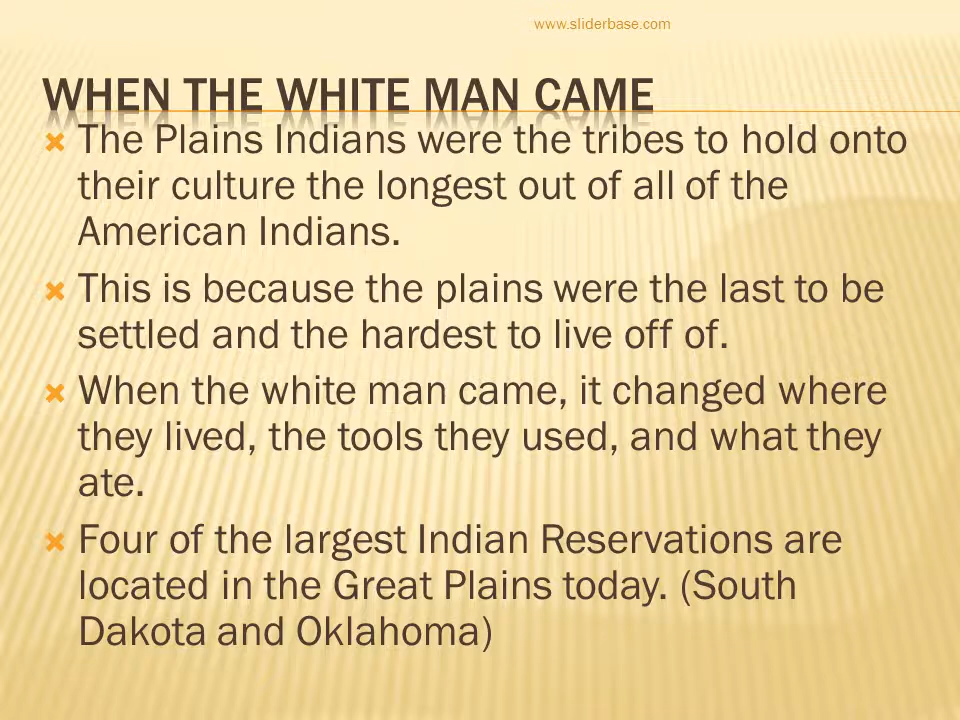 www.sliderbase.com
WHEN THE WHITE MAN CAME
The Plains Indians were the tribes to hold onto
their culture the longest out of all of the
American Indians.
This is because the plains were the last to be
settled and the hardest to live off of.
When the white man came, it changed where
they lived, the tools they used, and what they
ate.
Four of the largest Indian Reservations are
located in the Great Plains today. (South
Dakota and Oklahoma)